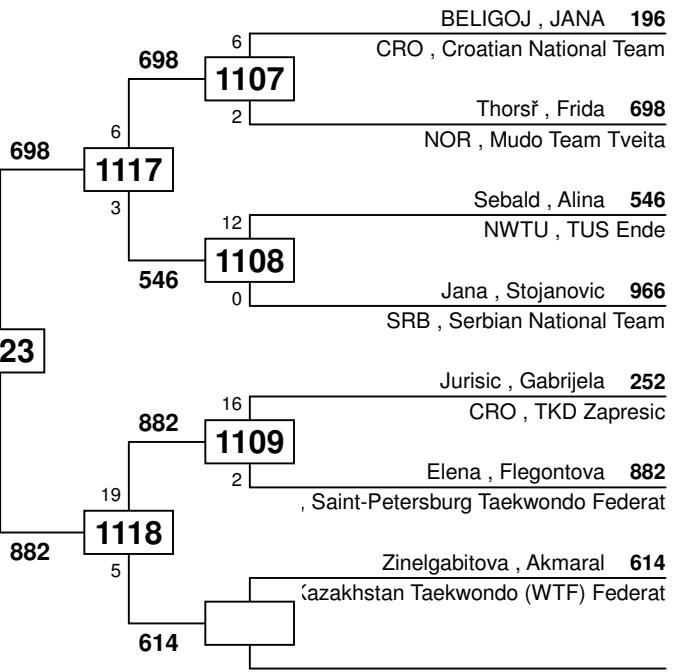 BELIGOJ , JANA 196
6
CRO , Croatian National Team
698
1107
Thorsř , Frida 698
2
NOR , Mudo Team Tveita
6
698
1117
3
Sebald , Alina 546
12
NWTU , TUS Ende
1108
546
Jana , Stojanovic 966
0
SRB , Serbian National Team
23
Jurisic , Gabrijela 252
16
CRO , TKD Zapresic
882
1109
Elena , Flegontova 882
2
, Saint-Petersburg Taekwondo Federat
19
1118
882
5
Zinelgabitova , Akmaral 614
Kazakhstan Taekwondo (WTF) Federat
614